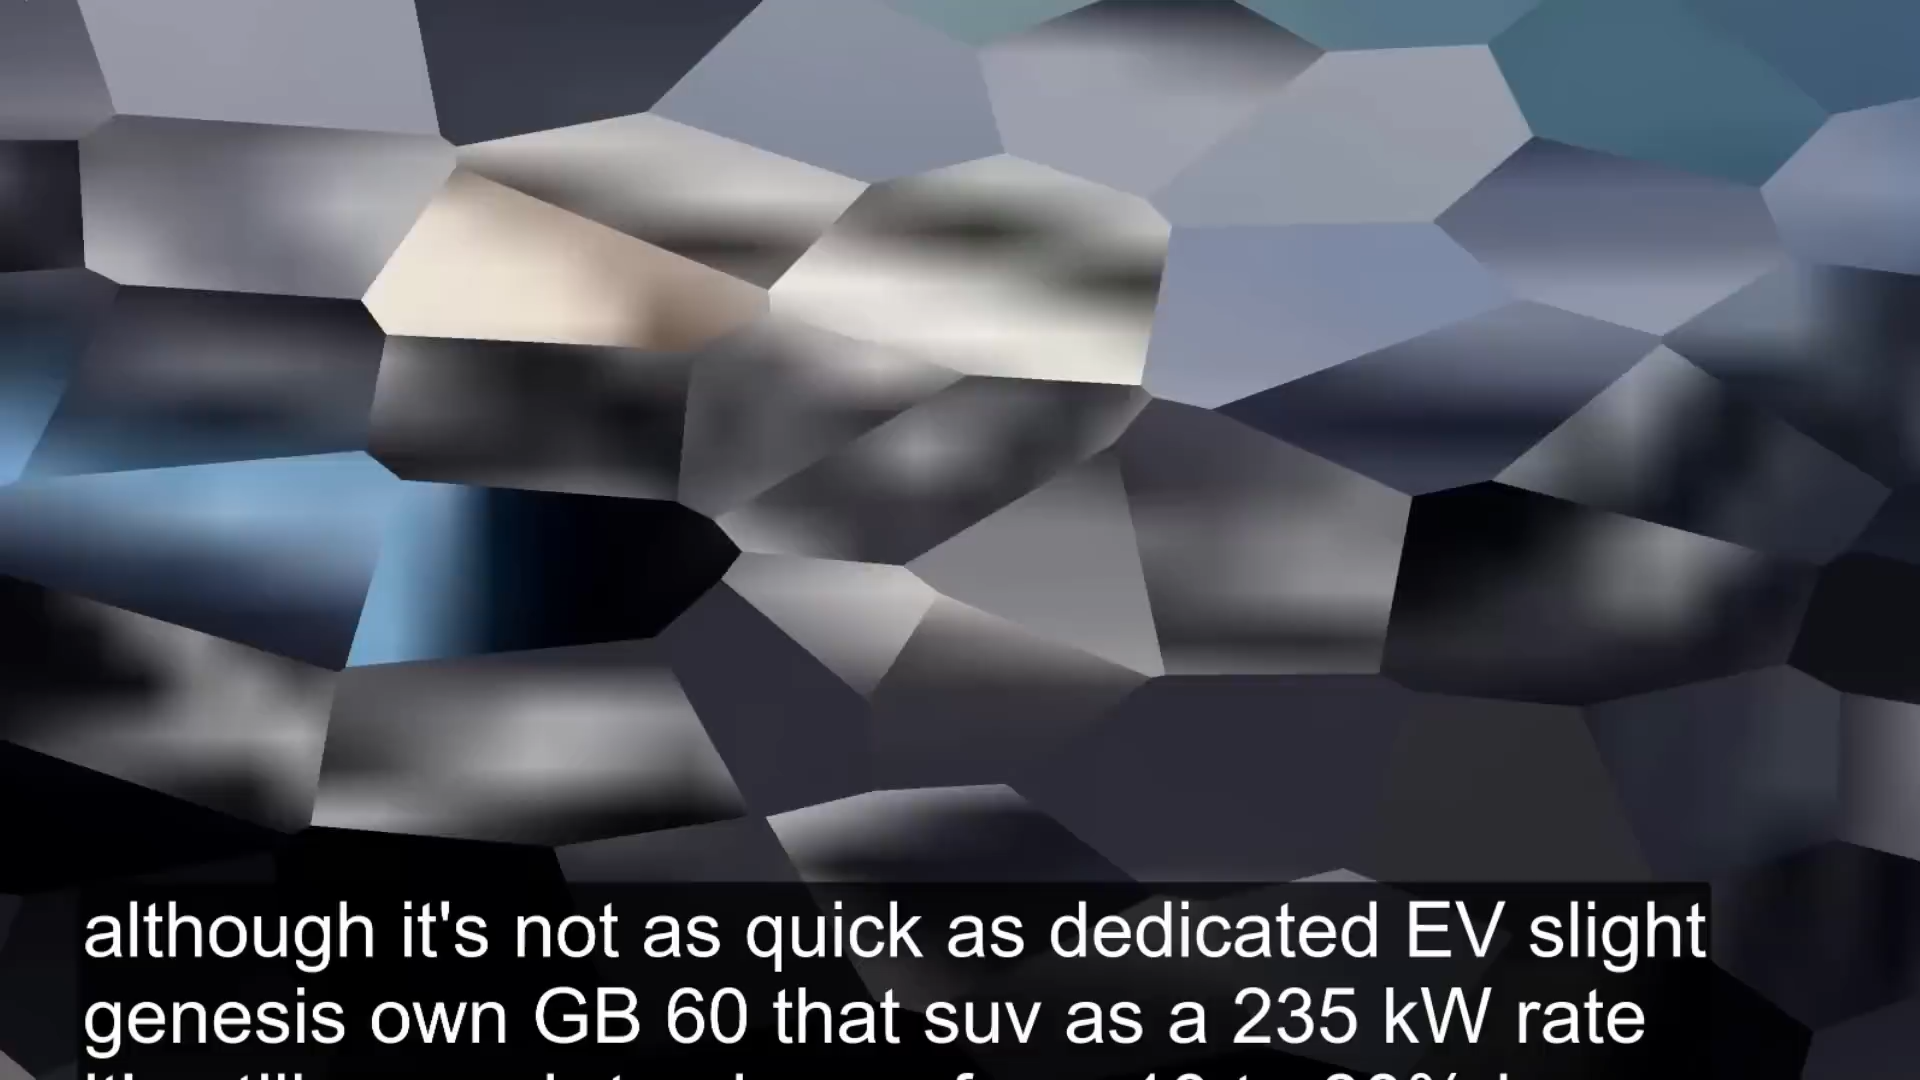 although it's not as quick as dedicated EV slight
genesis own GB 60 that suv as a 235 kW rate